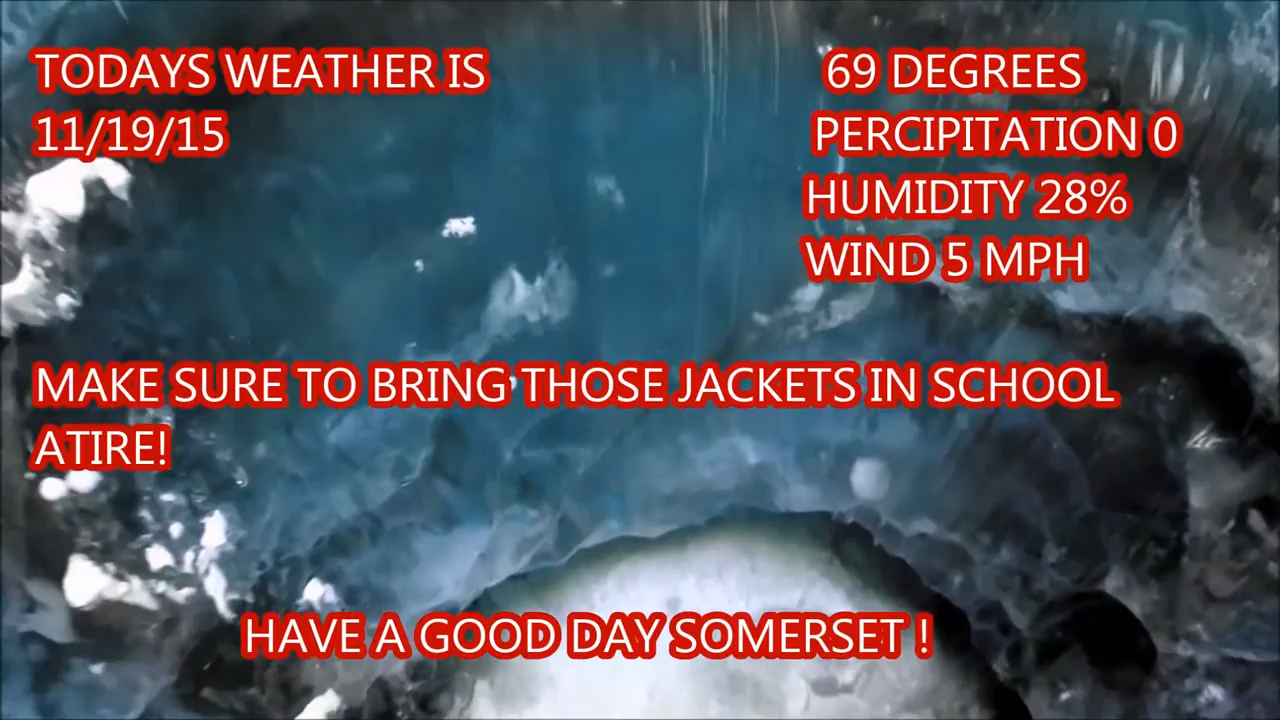 TODAYS WEATHER IS
11/19/15
69 DEGREES
PERCIPITATION 0
HUMIDITY 28%
WIND 5 MPH
MAKE SURE TO BRING THOSE JACKETS IN SCHOOL
ATIRE!
HAVE A GOOD DAY SOMERSET !